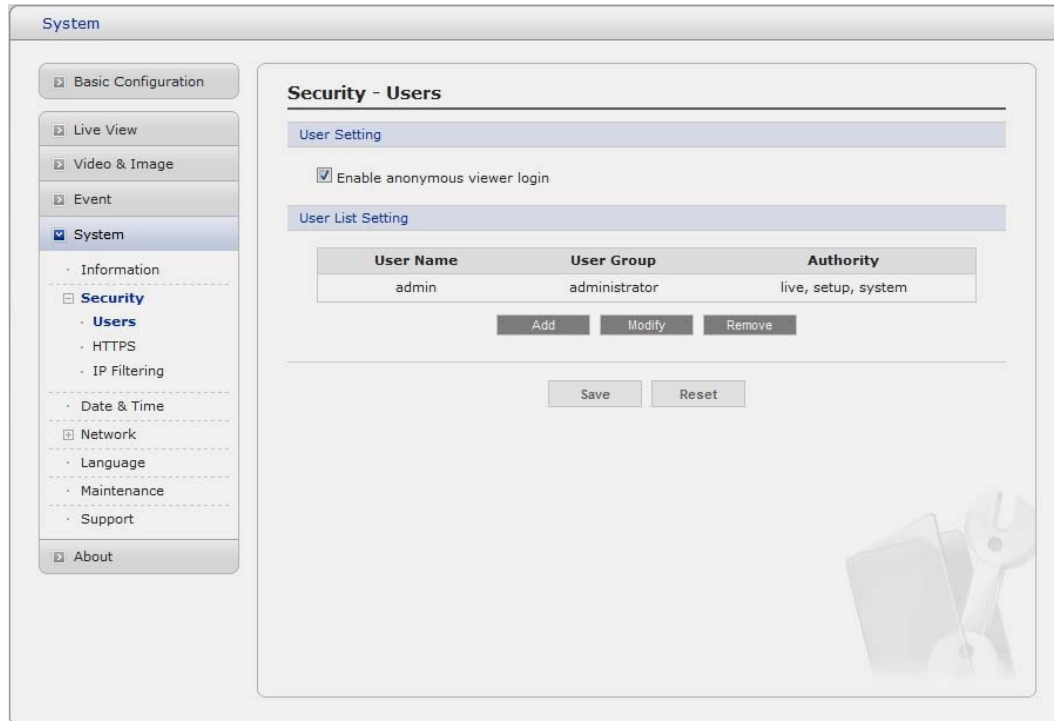 System
Basic Configuration
Live View
Video & Image
Event
System
Information
Security
Users
HTTPS
IP Filtering
Date & Time
Network
Language
Maintenance
Support
About
Security - Users
User Setting
Enable anonymous viewer login
User List Setting
User Name User Group Authority
admin administrator live, setup, system
Add Modify Remove
Save Reset